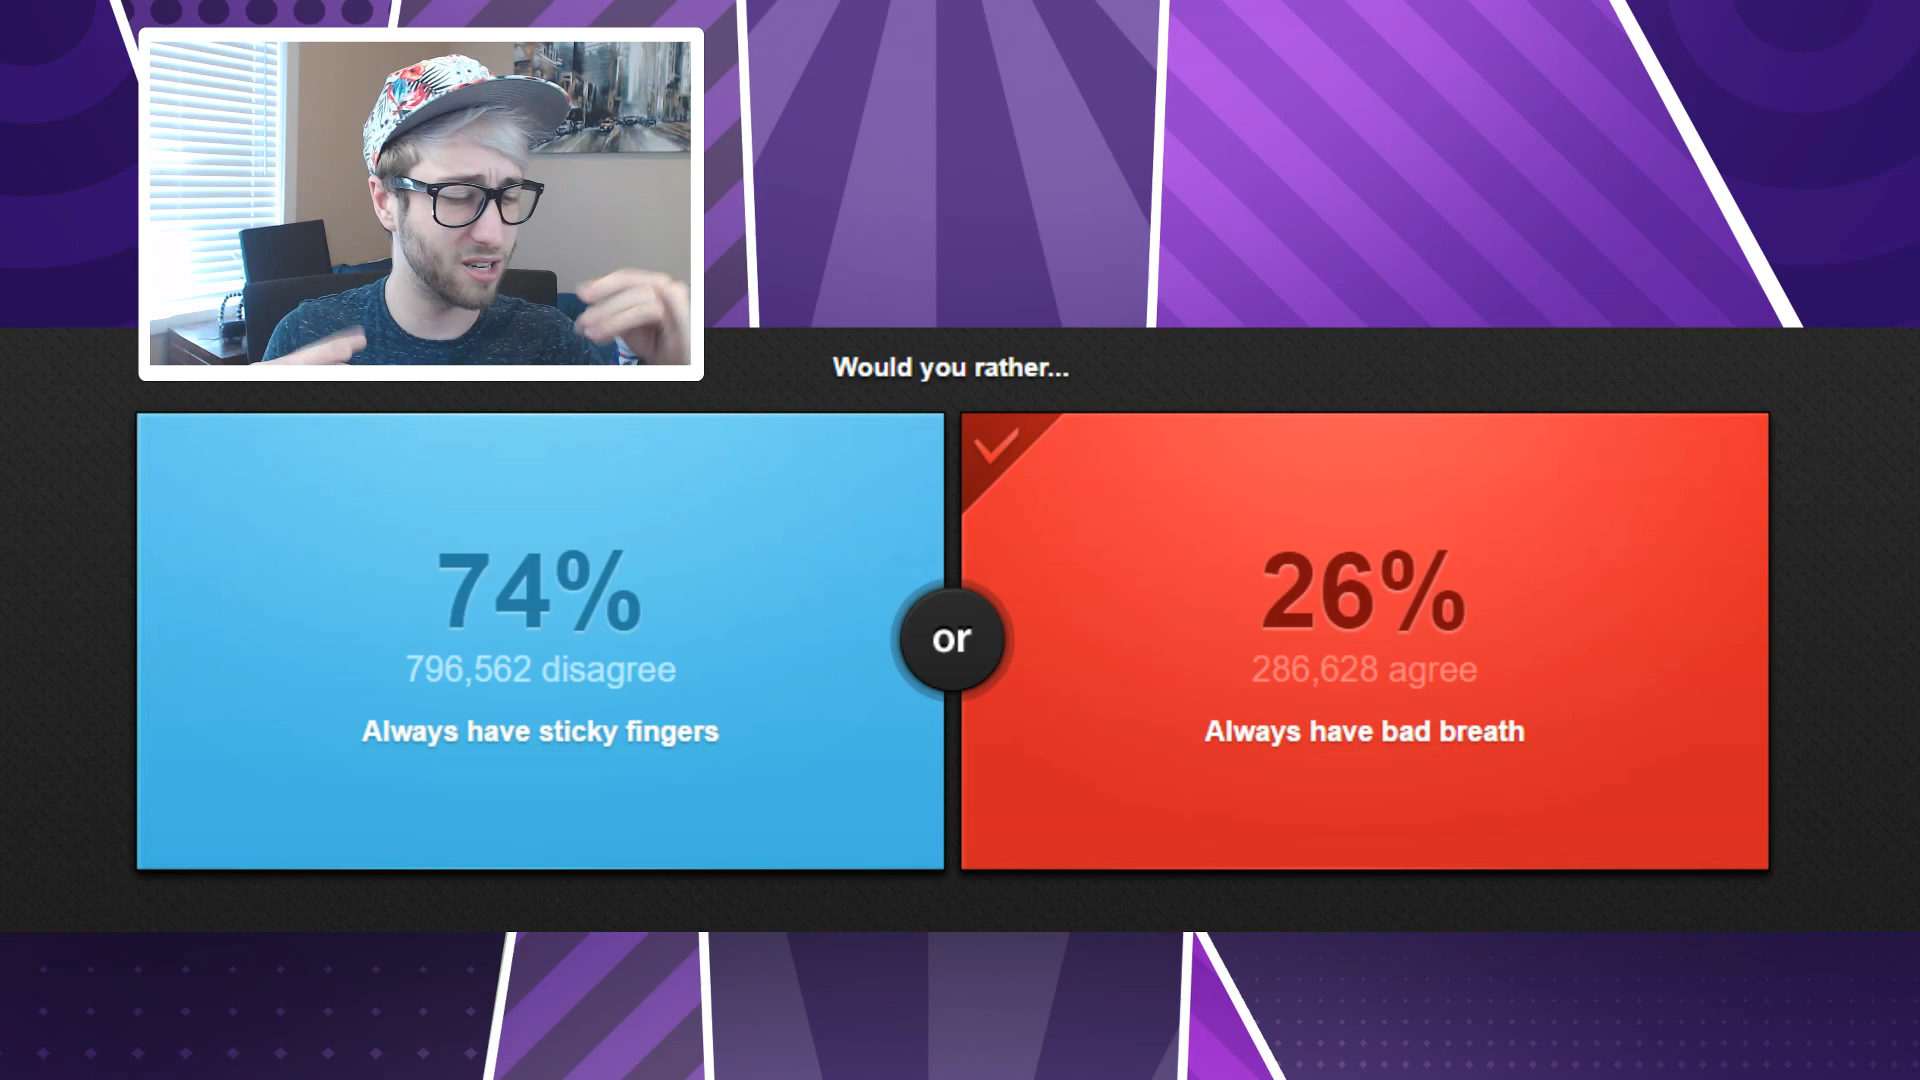 Would you rather...
74%
796,562 disagree
Always have sticky fingers
or
26%
286,628 agree
Always have bad breath